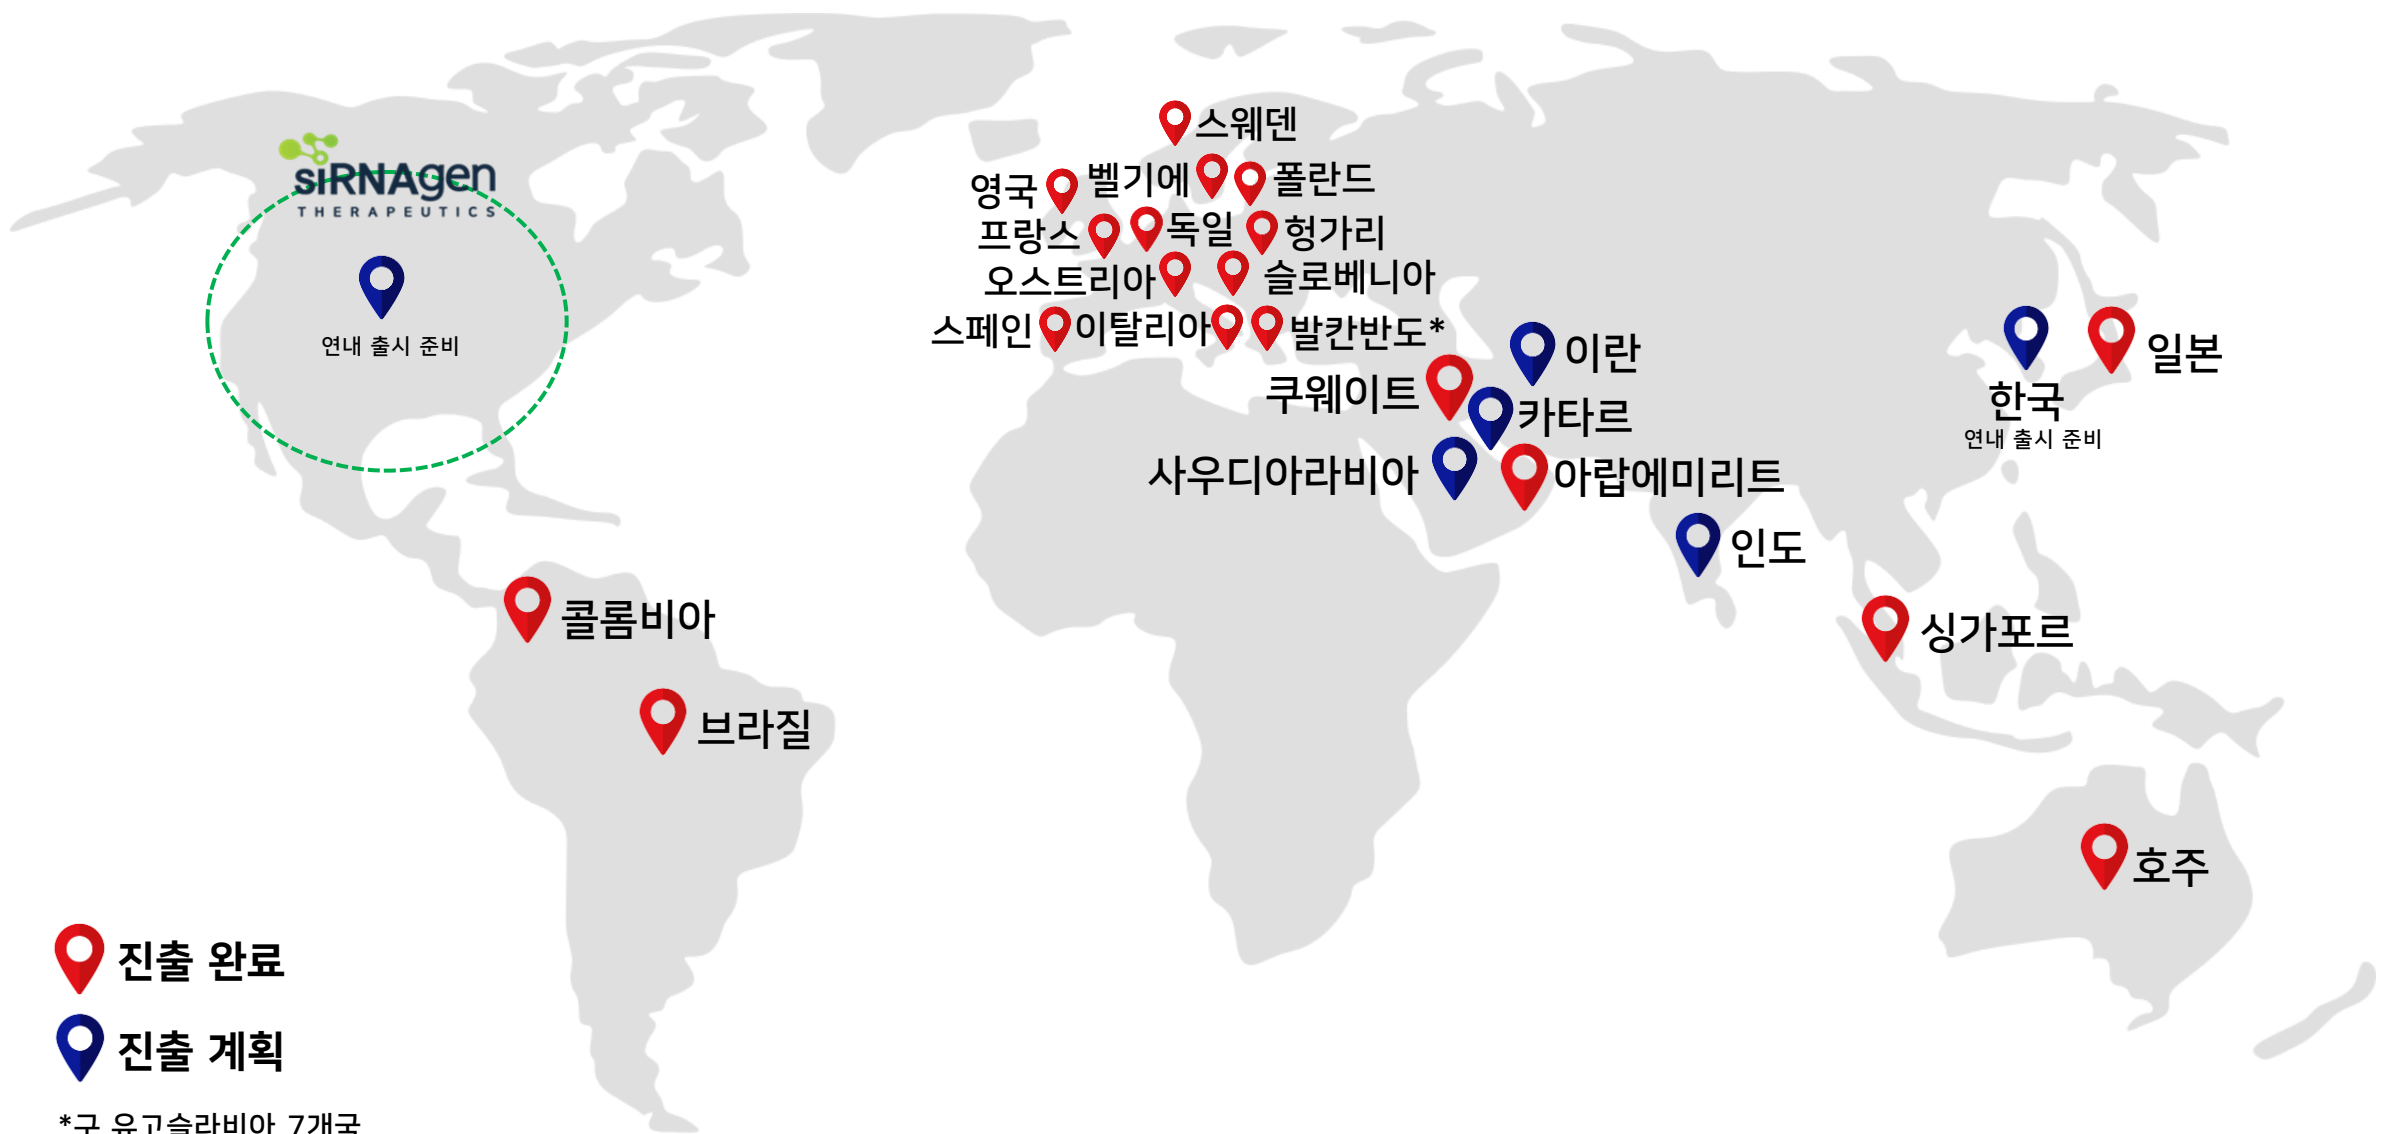 siRNAgen
THERAPEUTICS
연내 출시 준비
스웨덴
영국
벨기에
폴란드
프랑스
독일
헝가리
오스트리아
슬로베니아
스페인
이탈리아
발칸반도*
이란
쿠웨이트
카타르
사우디아라비아
아랍에미리트
인도
한국
연내 출시 준비
일본
싱가포르
콜롬비아
브라질
호주
진출 완료
진출 계획
*구 유고슬라비아 7개국